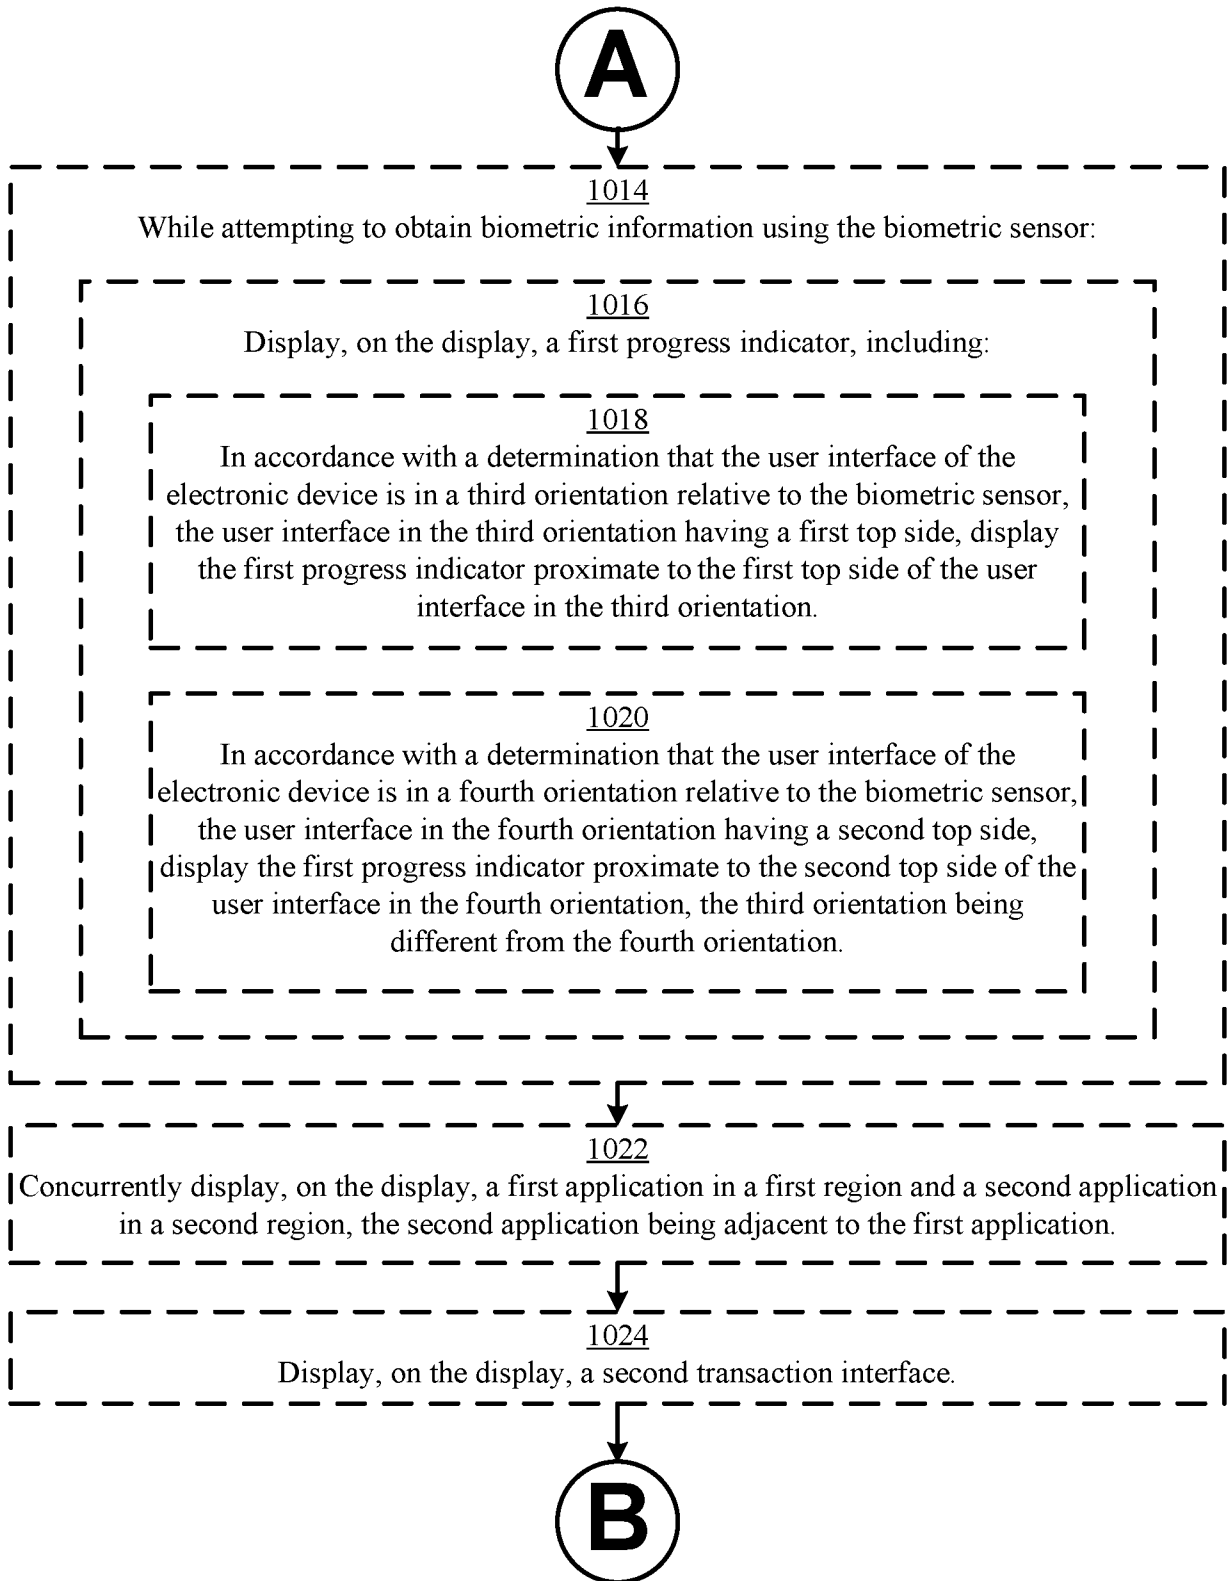 A
1014
While attempting to obtain biometric information using the biometric sensor:
1016
Display, on the display, a first progress indicator, including:
1018
In accordance with a determination that the user interface of the
electronic device is in a third orientation relative to the biometric sensor,
the user interface in the third orientation having a first top side, display
the first progress indicator proximate to the first top side of the user
interface in the third orientation.
1020
In accordance with a determination that the user interface of the
electronic device is in a fourth orientation relative to the biometric sensor,
the user interface in the fourth orientation having a second top side,
display the first progress indicator proximate to the second top side of the
user interface in the fourth orientation, the third orientation being
different from the fourth orientation.
1022
Concurrently display, on the display, a first application in a first region and a second application
in a second region, the second application being adjacent to the first application.
1024
Display, on the display, a second transaction interface.
B